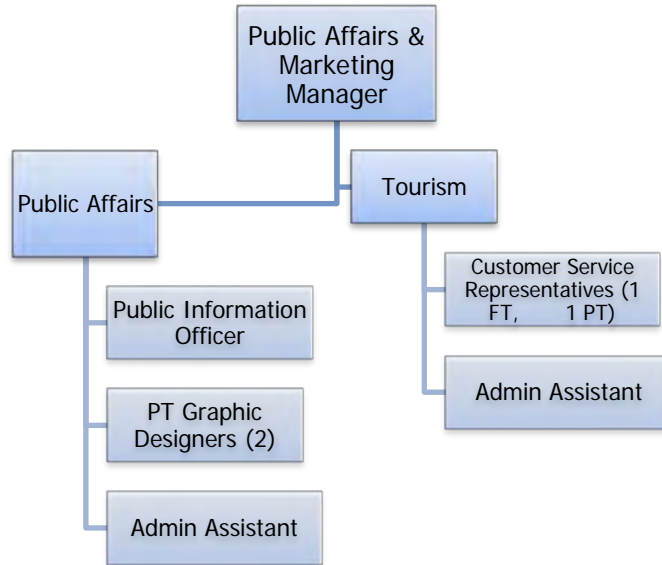 Public Affairs &
Marketing
Manager
Public Affairs
Tourism
Public Information
Officer
PT Graphic
Designers (2)
Admin Assistant
Customer Service
Representatives (1
FT, 1 PT)
Admin Assistant